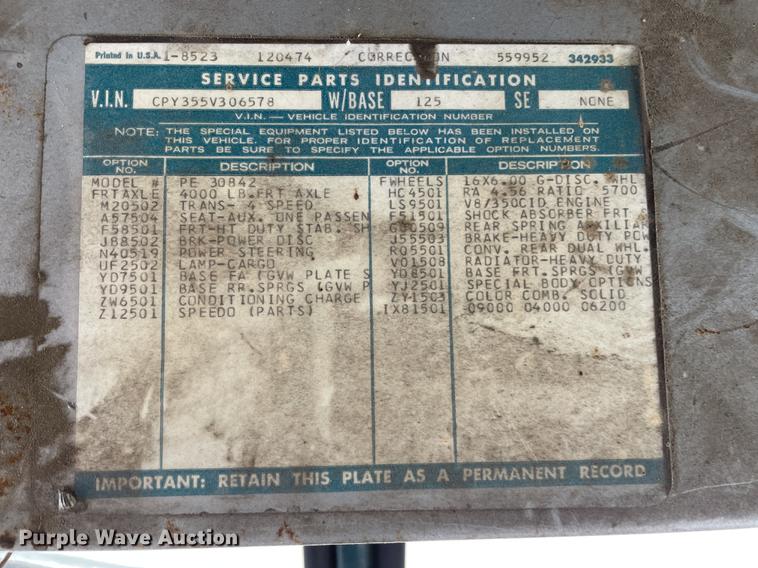 Printed in U.S.A. 1-8523 120474 CORRECTION 559952 342933
SERVICE PARTS IDENTIFICATION
V.I.N. CPY355V306578 W/BASE 125 SE NONE
V.I.N. — VEHICLE IDENTIFICATION NUMBER
NOTE: THE SPECIAL EQUIPMENT LISTED BELOW HAS BEEN INSTALLED ON
THIS VEHICLE. FOR PROPER IDENTIFICATION OF REPLACEMENT
PARTS BE SURE TO SPECIFY THE APPLICABLE OPTION NUMBERS.
OPTION NO. DESCRIPTION OPTION NO. DESCRIPTION
MODEL # PE 30842 FWHEELS 16X6.00 G-DISC. WHL
FRTAXLE 4000 LB.FRT AXLE HC4501 RA 4.56 RATIO 5700
M20502 TRANS- 4 SPEED LS9501 V8/350CID ENGINE
A57504 SEAT-AUX. ONE PASSEN F51501 SHOCK ABSORBER FRT
F58501 FRT-HT DUTY STAB. SH G60509 REAR SPRING AUXILIAR
J88502 BRK-POWER DISC J55503 BRAKE-HEAVY DUTY POW
N40519 POWER STEERING R05501 CONV. REAR DUAL WHL.
UF2502 LAMP-CARGO V01508 RADIATOR-HEAVY DUTY
YD7501 BASE FA (GVW PLATE S YD8501 BASE FRT.SPRGS (GVW
YD9501 BASE RR.SPRGS (GVW P YJ2501 SPECIAL BODY OPTIONS
ZW6501 CONDITIONING CHARGE ZY1503 COLOR COMB. SOLID
Z12501 SPEEDO (PARTS) IX81501 09000 04000 06200
IMPORTANT: RETAIN THIS PLATE AS A PERMANENT RECORD
Purple Wave Auction